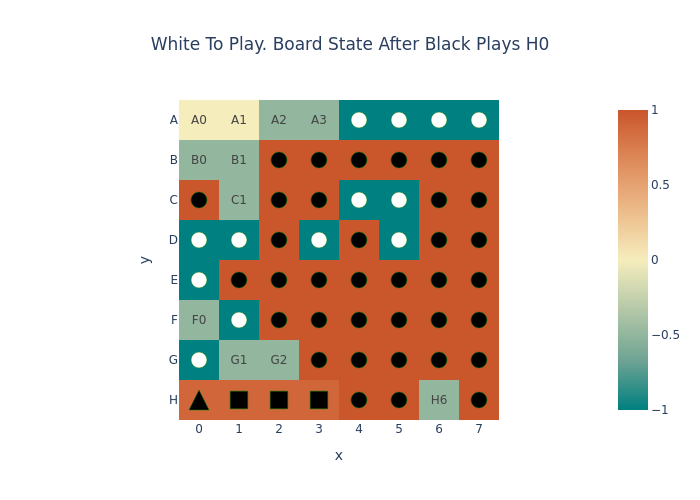 White To Play. Board State After Black Plays H0
A A0 A1 A2 A3
B B0 B1
C C1
D
E
F F0
G G1 G2
H H6
0 1 2 3 4 5 6 7
x
y
1
0.5
0
−0.5
−1